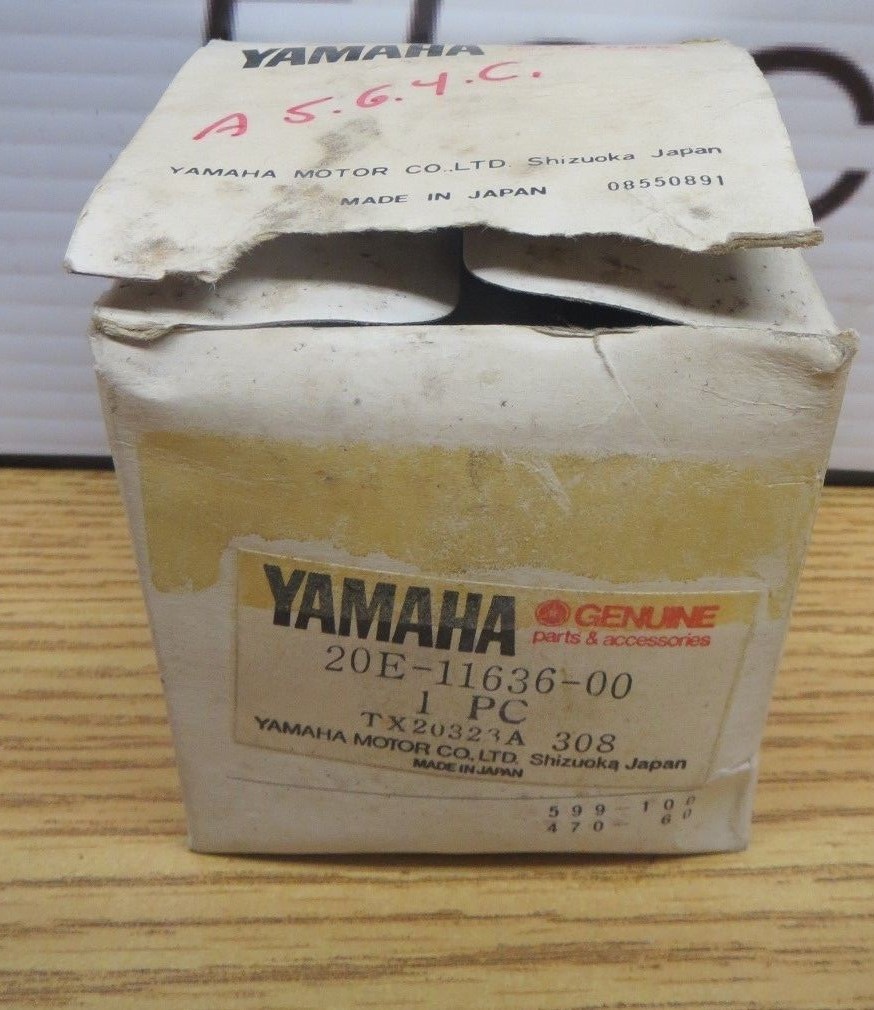 YAMAHA
A 5.G.4.C.
YAMAHA MOTOR CO.,LTD. Shizuoka Japan
MADE IN JAPAN 08550891
YAMAHA GENUINE
parts & accessories
20E-11636-00
1 PC
TX20323A 308
YAMAHA MOTOR CO., LTD. Shizuoka Japan
MADE IN JAPAN
599-100
470- 60